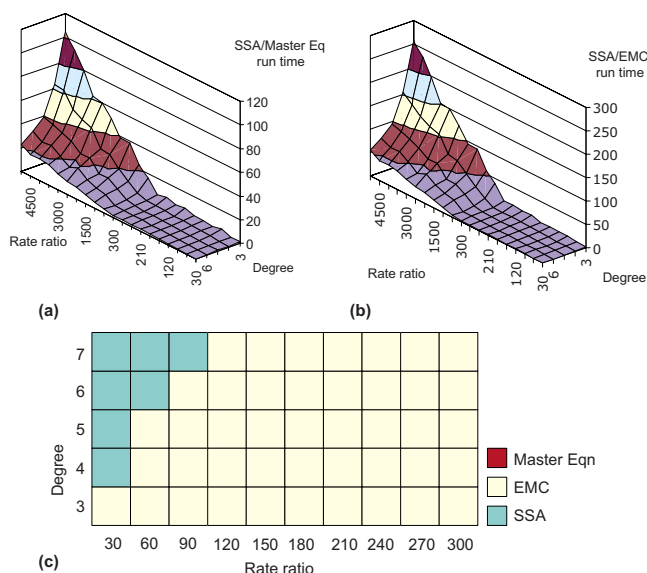 SSA/Master Eq
run time
120
100
80
60
40
20
0
4500
3000
1500
300
210
120
30
6
3
Rate ratio
Degree
(a)
SSA/EMC
run time
300
250
200
150
100
50
0
4500
3000
1500
300
210
120
30
6
3
Rate ratio
Degree
(b)
7
6
5
4
3
Degree
30 60 90 120 150 180 210 240 270 300
Rate ratio
Master Eqn
EMC
SSA
(c)